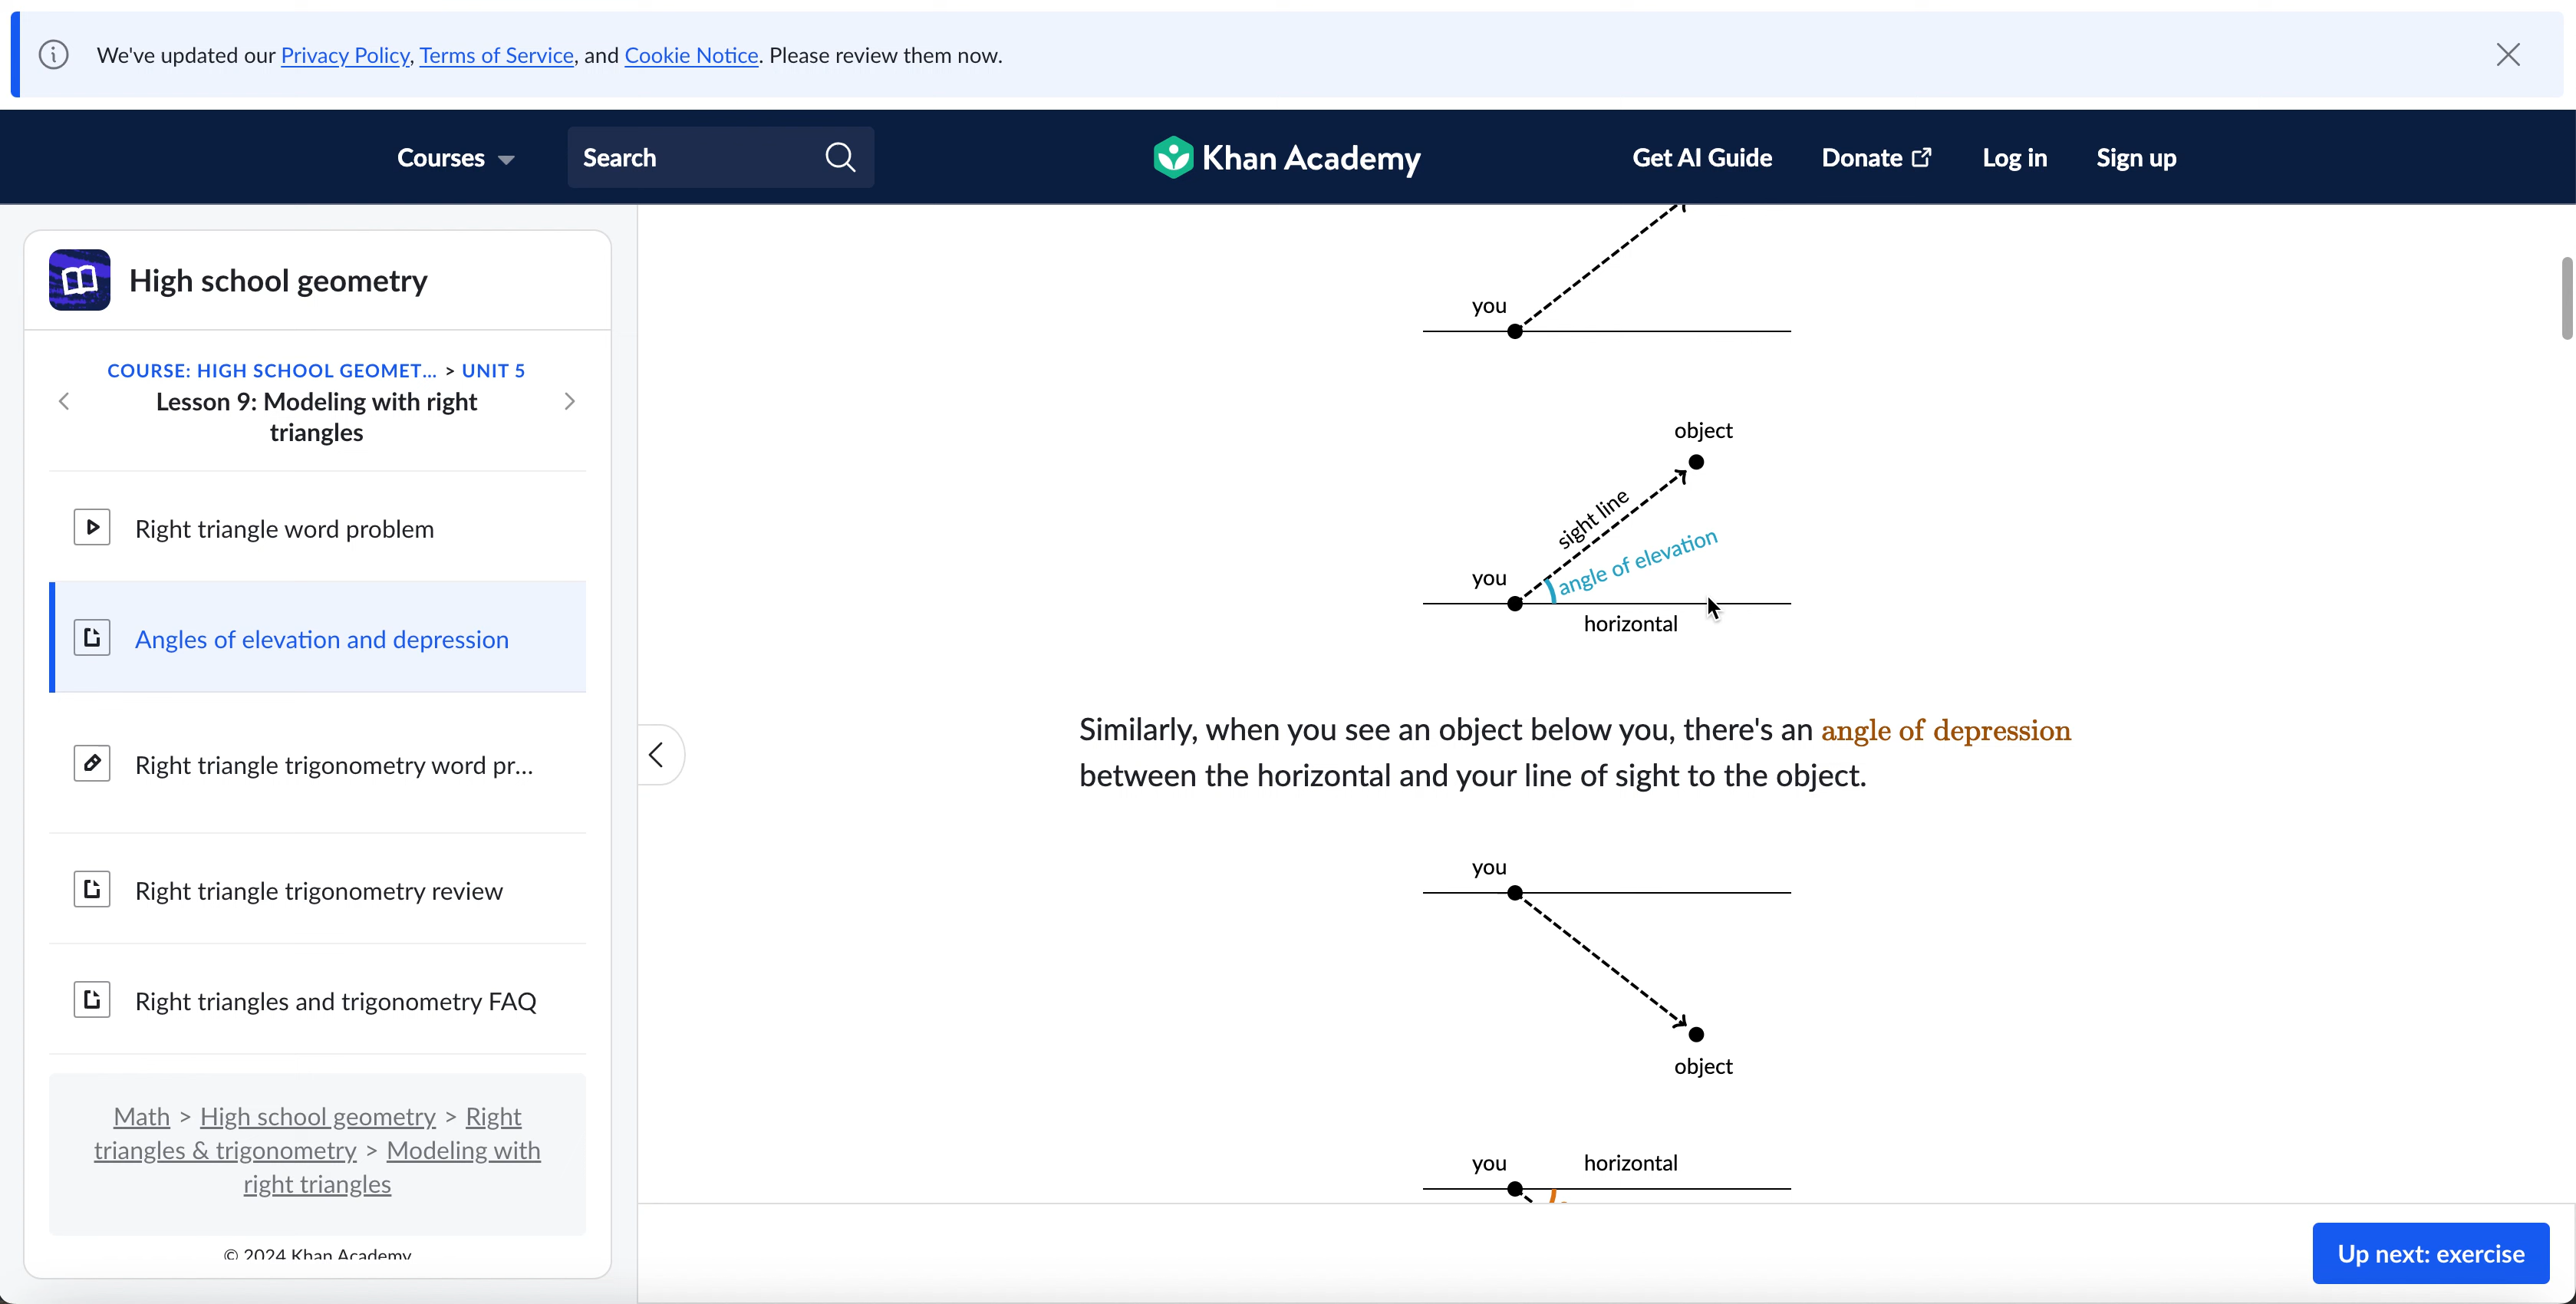 We've updated our Privacy Policy, Terms of Service, and Cookie Notice. Please review them now.
Courses
Search
Khan Academy
Get AI Guide
Donate
Log in
Sign up
High school geometry
COURSE: HIGH SCHOOL GEOMET... > UNIT 5
Lesson 9: Modeling with right
triangles
Right triangle word problem
Angles of elevation and depression
Right triangle trigonometry word pr...
Right triangle trigonometry review
Right triangles and trigonometry FAQ
Math > High school geometry > Right
triangles & trigonometry > Modeling with
right triangles
© 2024 Khan Academy
you
object
sight line
angle of elevation
you
horizontal
Similarly, when you see an object below you, there's an angle of depression
between the horizontal and your line of sight to the object.
you
object
you
horizontal
Up next: exercise